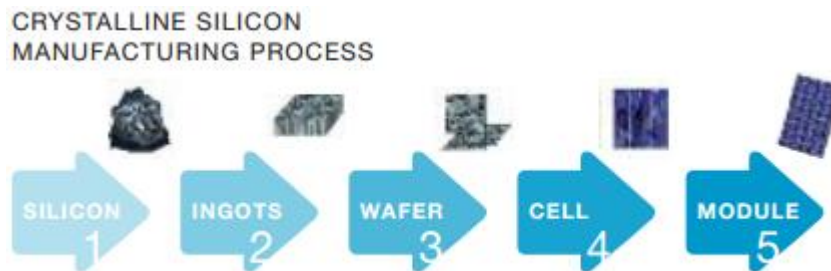 CRYSTALLINE SILICON
MANUFACTURING PROCESS
SILICON 1
INGOTS 2
WAFER 3
CELL 4
MODULE 5